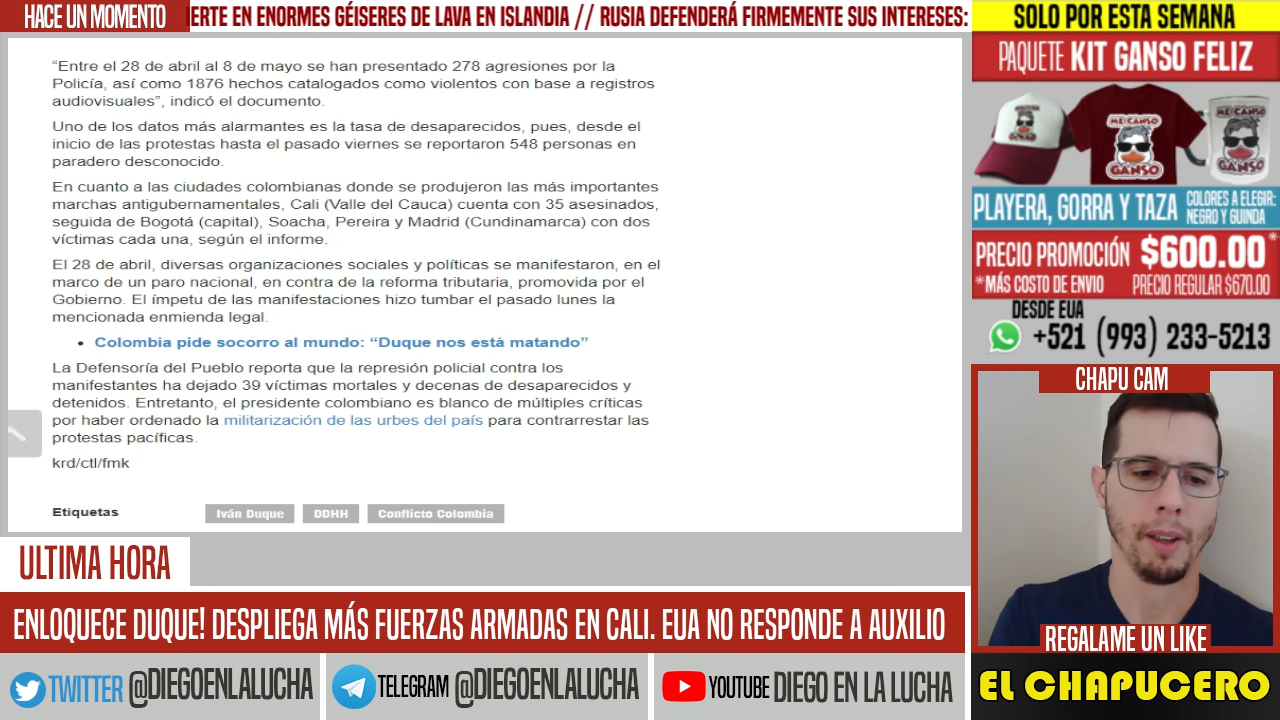 HACE UN MOMENTO
ERTE EN ENORMES GÉISERES DE LAVA EN ISLANDIA // RUSIA DEFENDERÁ FIRMEMENTE SUS INTERESES:
“Entre el 28 de abril al 8 de mayo se han presentado 278 agresiones por la
Policía, así como 1876 hechos catalogados como violentos con base a registros
audiovisuales”, indicó el documento.
Uno de los datos más alarmantes es la tasa de desaparecidos, pues, desde el
inicio de las protestas hasta el pasado viernes se reportaron 548 personas en
paradero desconocido.
En cuanto a las ciudades colombianas donde se produjeron las más importantes
marchas antigubernamentales, Cali (Valle del Cauca) cuenta con 35 asesinados,
seguida de Bogotá (capital), Soacha, Pereira y Madrid (Cundinamarca) con dos
víctimas cada una, según el informe.
El 28 de abril, diversas organizaciones sociales y políticas se manifestaron, en el
marco de un paro nacional, en contra de la reforma tributaria, promovida por el
Gobierno. El ímpetu de las manifestaciones hizo tumbar el pasado lunes la
mencionada enmienda legal.
• Colombia pide socorro al mundo: “Duque nos está matando”
La Defensoría del Pueblo reporta que la represión policial contra los
manifestantes ha dejado 39 víctimas mortales y decenas de desaparecidos y
detenidos. Entretanto, el presidente colombiano es blanco de múltiples críticas
por haber ordenado la militarización de las urbes del país para contrarrestar las
protestas pacíficas.
krd/ctl/fmk
Etiquetas Iván Duque DDHH Conflicto Colombia
ULTIMA HORA
ENLOQUECE DUQUE! DESPLIEGA MÁS FUERZAS ARMADAS EN CALI. EUA NO RESPONDE A AUXILIO
TWITTER @DIEGOENLALUCHA
TELEGRAM @DIEGOENLALUCHA
YOUTUBE DIEGO EN LA LUCHA
SOLO POR ESTA SEMANA
PAQUETE KIT GANSO FELIZ
ME CANSO
GANSO
ME CANSO
GANSO
PLAYERA, GORRA Y TAZA
COLORES A ELEGIR:
NEGRO Y GUINDA
PRECIO PROMOCIÓN $600.00*
*MÁS COSTO DE ENVIO PRECIO REGULAR $670.00
DESDE EUA
+521 (993) 233-5213
CHAPU CAM
REGALAME UN LIKE
EL CHAPUCERO